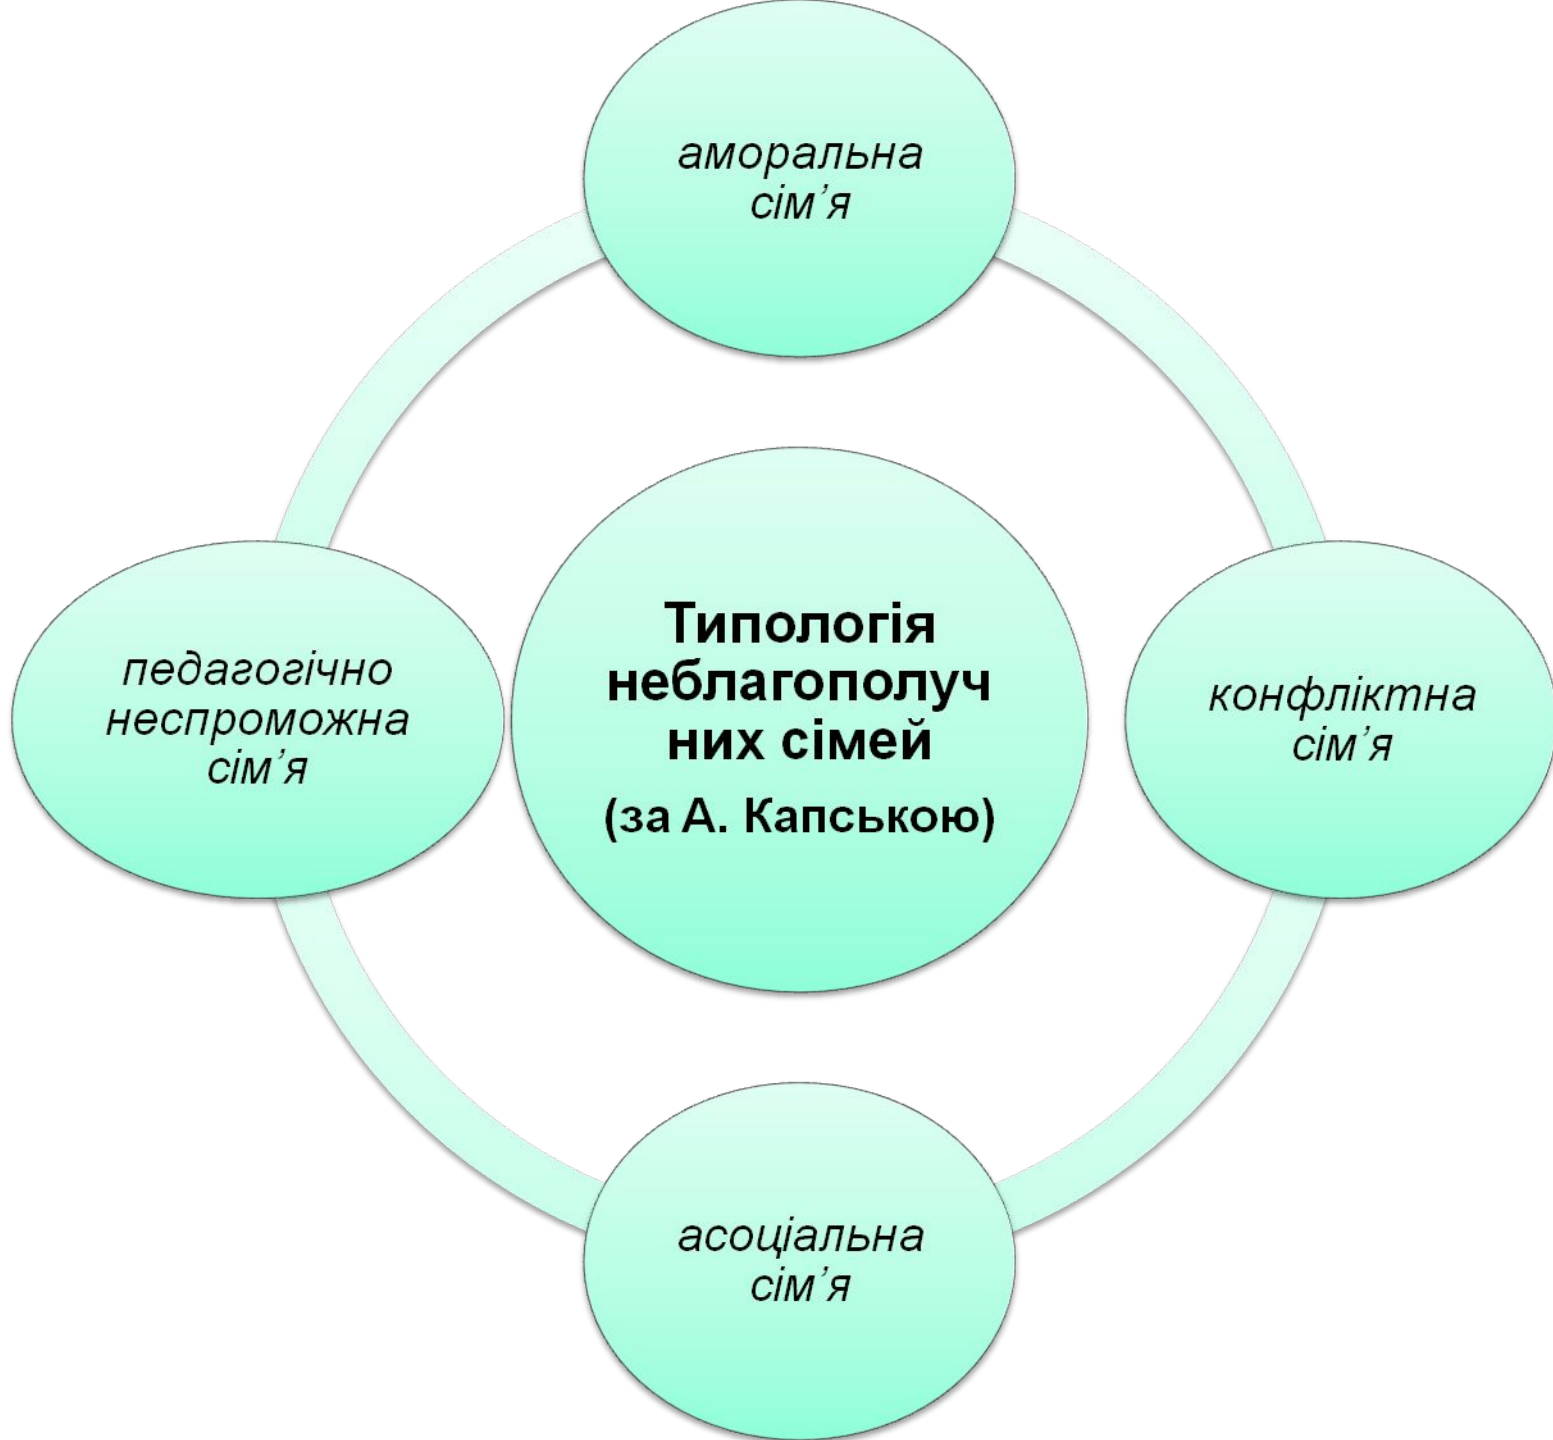 аморальна
сім’я
педагогічно
неспроможна
сім’я
Типологія
неблагополуч
них сімей
(за А. Капською)
конфліктна
сім’я
асоціальна
сім’я